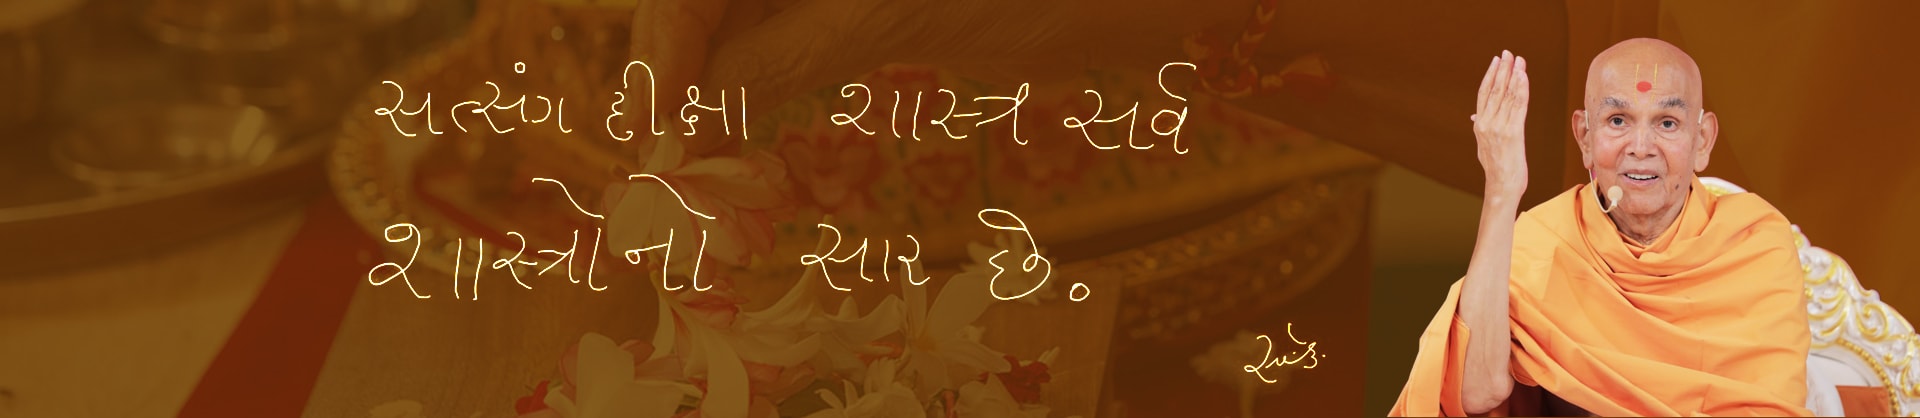 સત્સંગ દીક્ષા શાસ્ત્ર સર્વ
શાસ્ત્રોનો સાર છે.